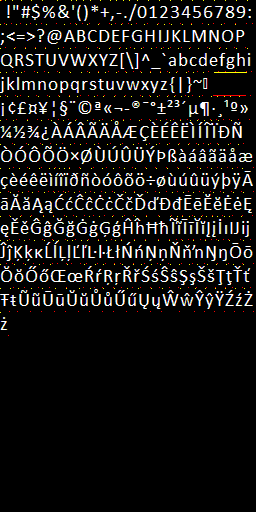 !"#$%&'()*+,-./0123456789:
;<=>?@ABCDEFGHIJKLMNOP
QRSTUVWXYZ[\]^_`abcdefghi
jklmnopqrstuvwxyz{|}~
¡¢£¤¥¦§¨©ª«¬-®¯°±²³´µ¶·¸¹º»
¼½¾¿ÀÁÂÃÄÅÆÇÈÉÊËÌÍÎÏÐÑ
ÒÓÔÕÖ×ØÙÚÛÜÝÞßàáâãäåæ
çèéêëìíîïðñòóôõö÷øùúûüýþÿĀ
āĂăĄąĆćĈĉĊċČčĎďĐđĒēĔĕĖėĘ
ęĚěĜĝĞğĠġĢģĤĥĦħĨĩĪīĬĭĮįİıĲĳ
ĴĵĶķĸĹĺĻļĽľĿŀŁłŃńŅņŇňŉŊŋŌō
ŎŏŐőŒœŔŕŖŗŘřŚśŜŝŞşŠšŢţŤť
ŦŧŨũŪūŬŭŮůŰűŲųŴŵŶŷŸŹźŻ
ż